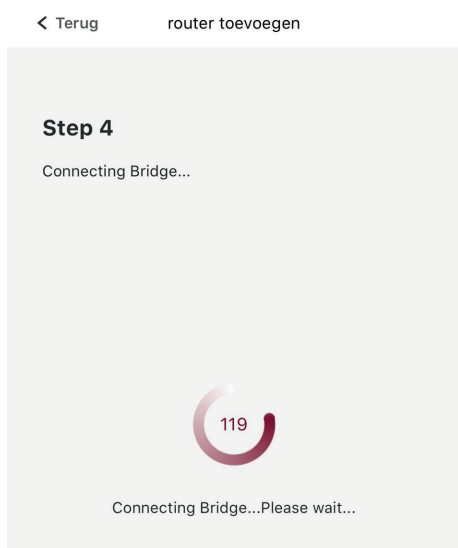 Terug
router toevoegen
Step 4
Connecting Bridge...
119
Connecting Bridge...Please wait...